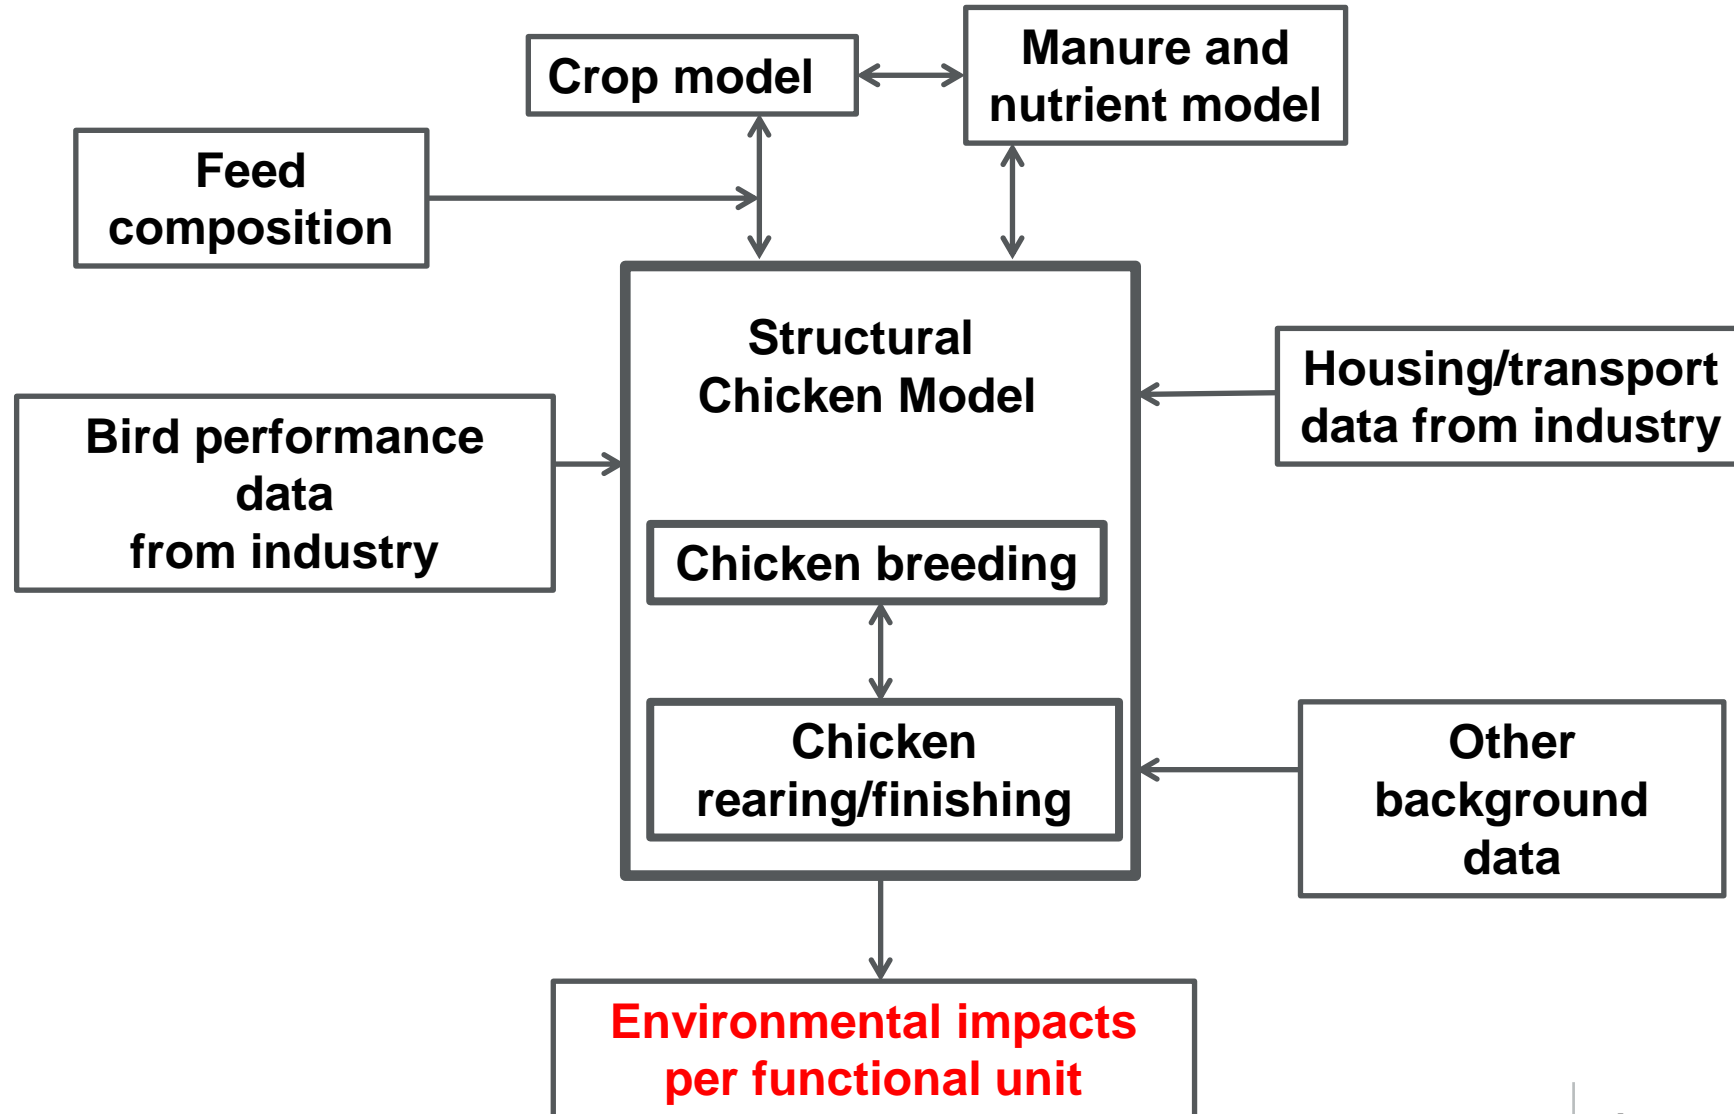 Crop model
Manure and
nutrient model
Feed
composition
Structural
Chicken Model
Housing/transport
data from industry
Bird performance
data
from industry
Chicken breeding
Chicken
rearing/finishing
Other
background
data
Environmental impacts
per functional unit